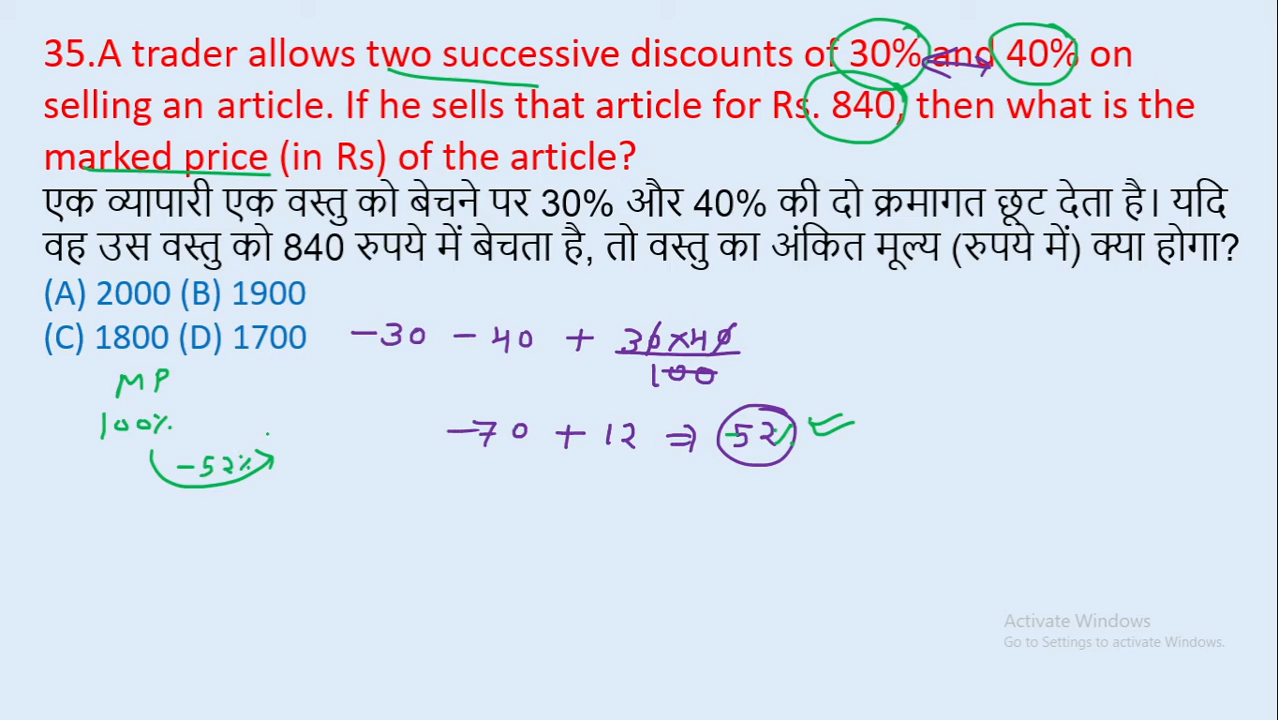 35.A trader allows two successive discounts of 30% and 40% on
selling an article. If he sells that article for Rs. 840, then what is the
marked price (in Rs) of the article?
एक व्यापारी एक वस्तु को बेचने पर 30% और 40% की दो क्रमागत छूट देता है। यदि
वह उस वस्तु को 840 रुपये में बेचता है, तो वस्तु का अंकित मूल्य (रुपये में) क्या होगा?
(A) 2000 (B) 1900
(C) 1800 (D) 1700
-30 - 40 + 30×40
100
MP
100%
-70 + 12 ⇒ -52%
-52%
Activate Windows
Go to Settings to activate Windows.